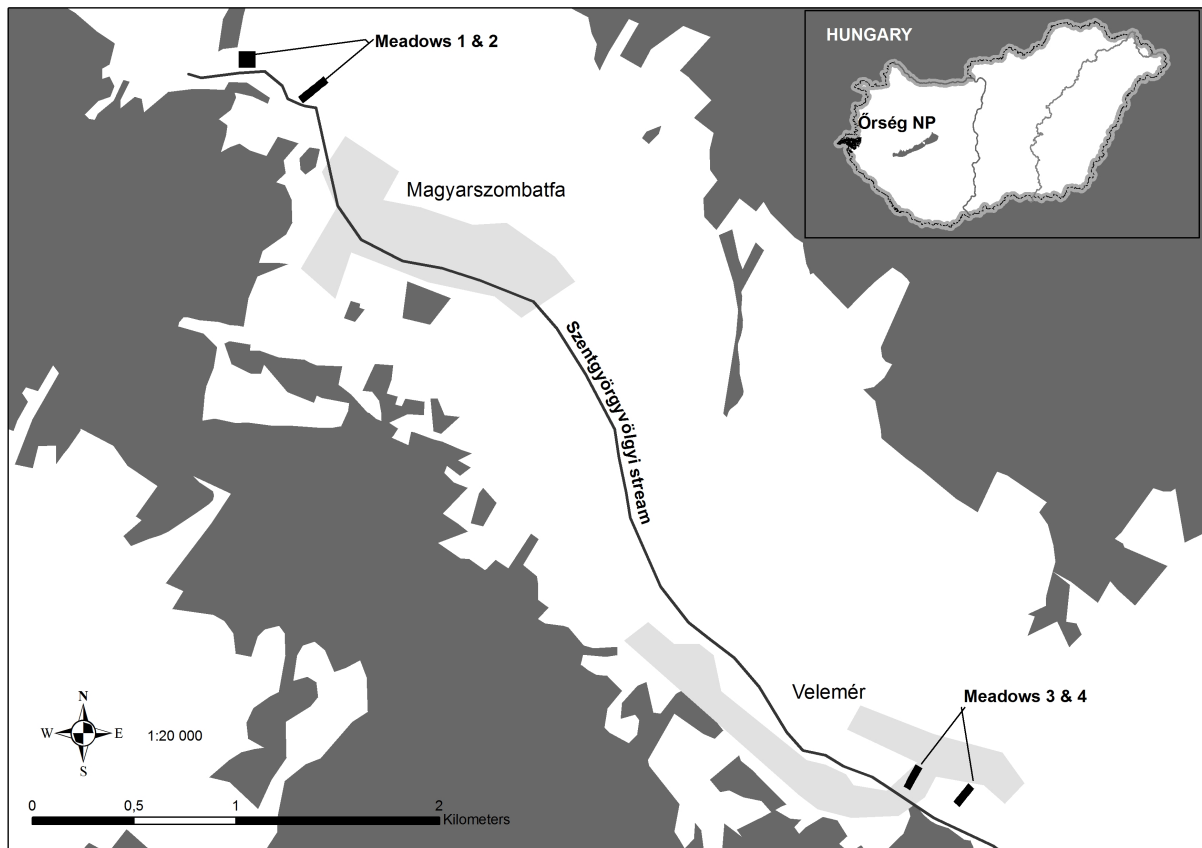 Meadows 1 & 2
HUNGARY
Őrség NP
Magyarszombatfa
Szentgyörgyvölgyi stream
Velemér
Meadows 3 & 4
N
W
E
S
1:20 000
0
0,5
1
2
Kilometers